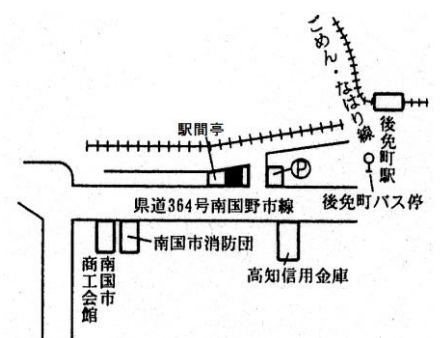 ごめん・なはり線
駅間亭
後免町駅
P
後免町バス停
県道364号南国野市線
南国市消防団
南国市
商工会館
高知信用金庫